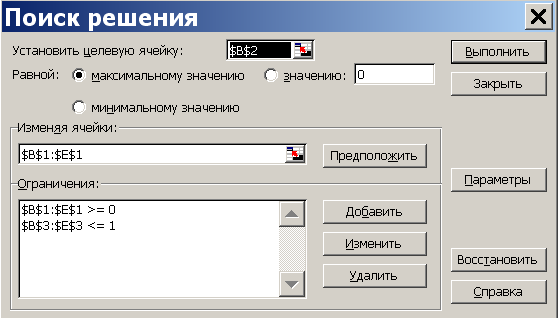 Поиск решения
Установить целевую ячейку: $B$2
Выполнить
Равной: максимальному значению значению: 0
Закрыть
минимальному значению
Изменяя ячейки:
$B$1:$E$1
Предположить
Ограничения:
Параметры
$B$1:$E$1 >= 0
Добавить
$B$3:$E$3 <= 1
Изменить
Восстановить
Удалить
Справка